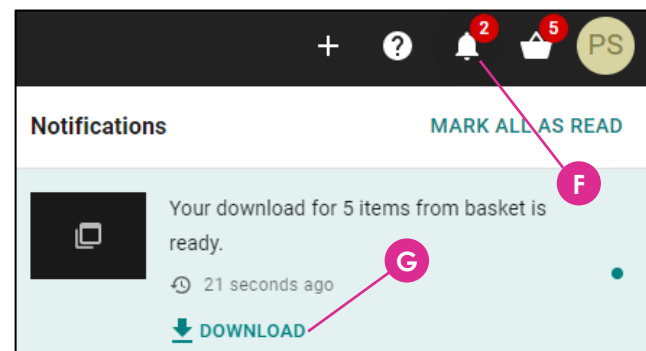 2
5
PS
Notifications
MARK ALL AS READ
F
Your download for 5 items from basket is
ready.
G
21 seconds ago
DOWNLOAD